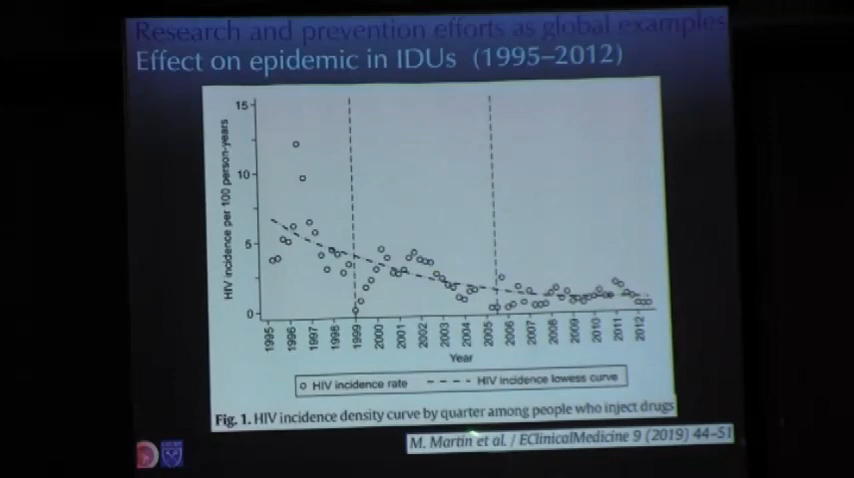 Research and prevention efforts as global examples
Effect on epidemic in IDUs (1995–2012)
HIV incidence per 100 person-years
15
10
5
0
1995 1996 1997 1998 1999 2000 2001 2002 2003 2004 2005 2006 2007 2008 2009 2010 2011 2012
Year
HIV incidence rate HIV incidence lowess curve
Fig. 1. HIV incidence density curve by quarter among people who inject drugs
M. Martin et al. / EClinicalMedicine 9 (2019) 44–51